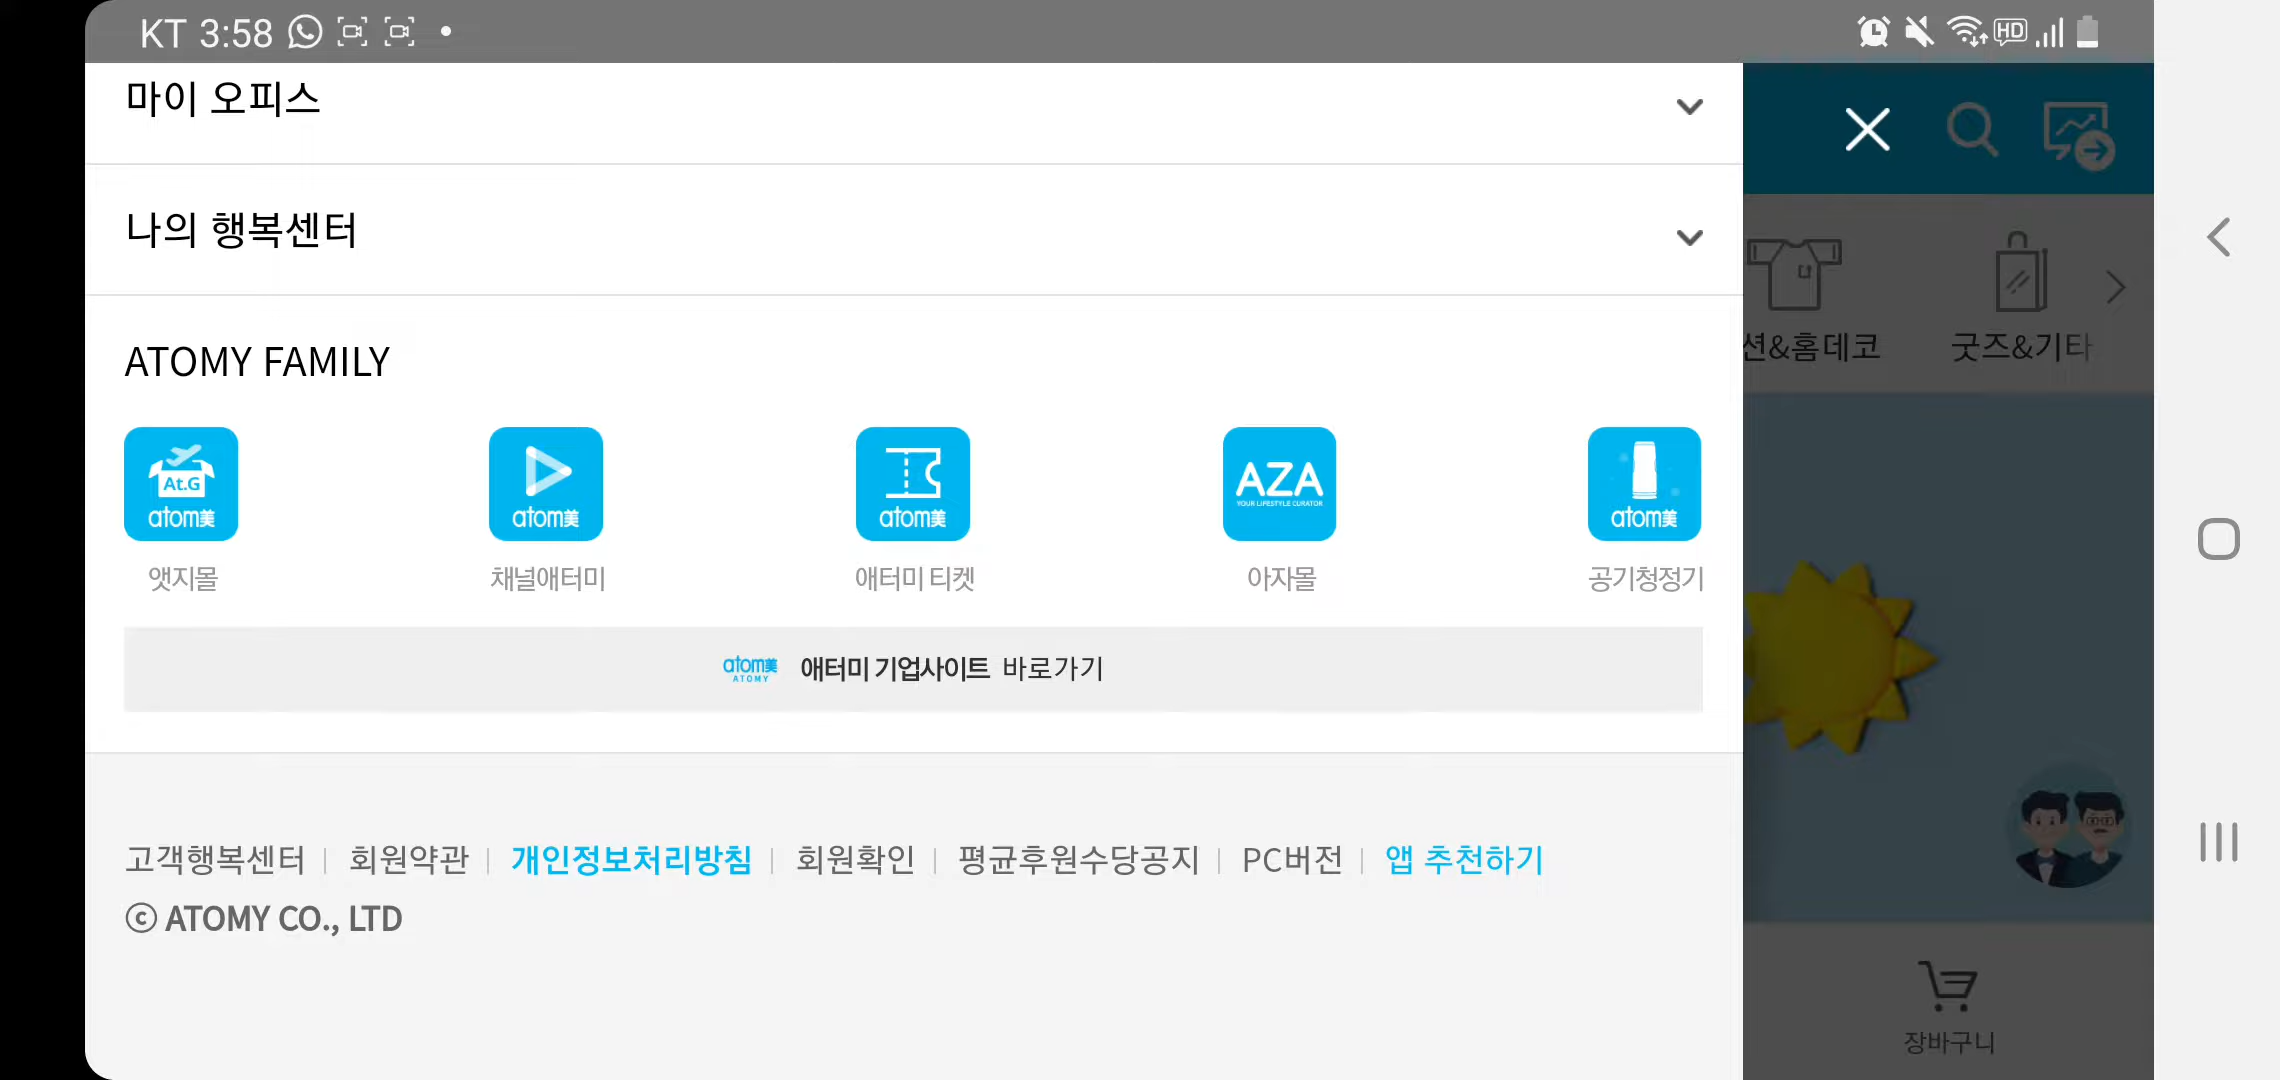 KT 3:58
HD
마이 오피스
나의 행복센터
션&홈데코
굿즈&기타
ATOMY FAMILY
At.G
atom美
atom美
atom美
AZA
YOUR LIFESTYLE CURATOR
atom美
앳지몰
채널애터미
애터미 티켓
아자몰
공기청정기
atom美
ATOMY
애터미 기업사이트 바로가기
고객행복센터 | 회원약관 | 개인정보처리방침 | 회원확인 | 평균후원수당공지 | PC버전 | 앱 추천하기
ⓒ ATOMY CO., LTD
장바구니